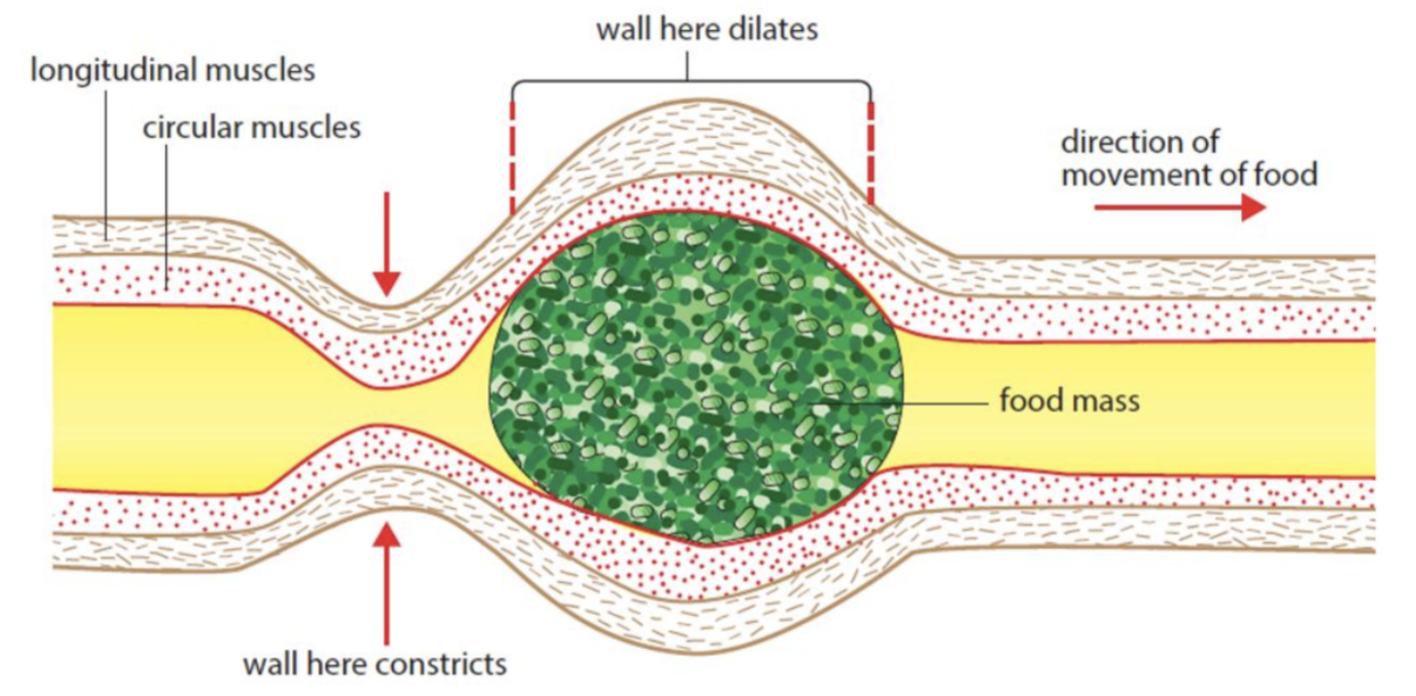 wall here dilates
longitudinal muscles
circular muscles
direction of
movement of food
food mass
wall here constricts